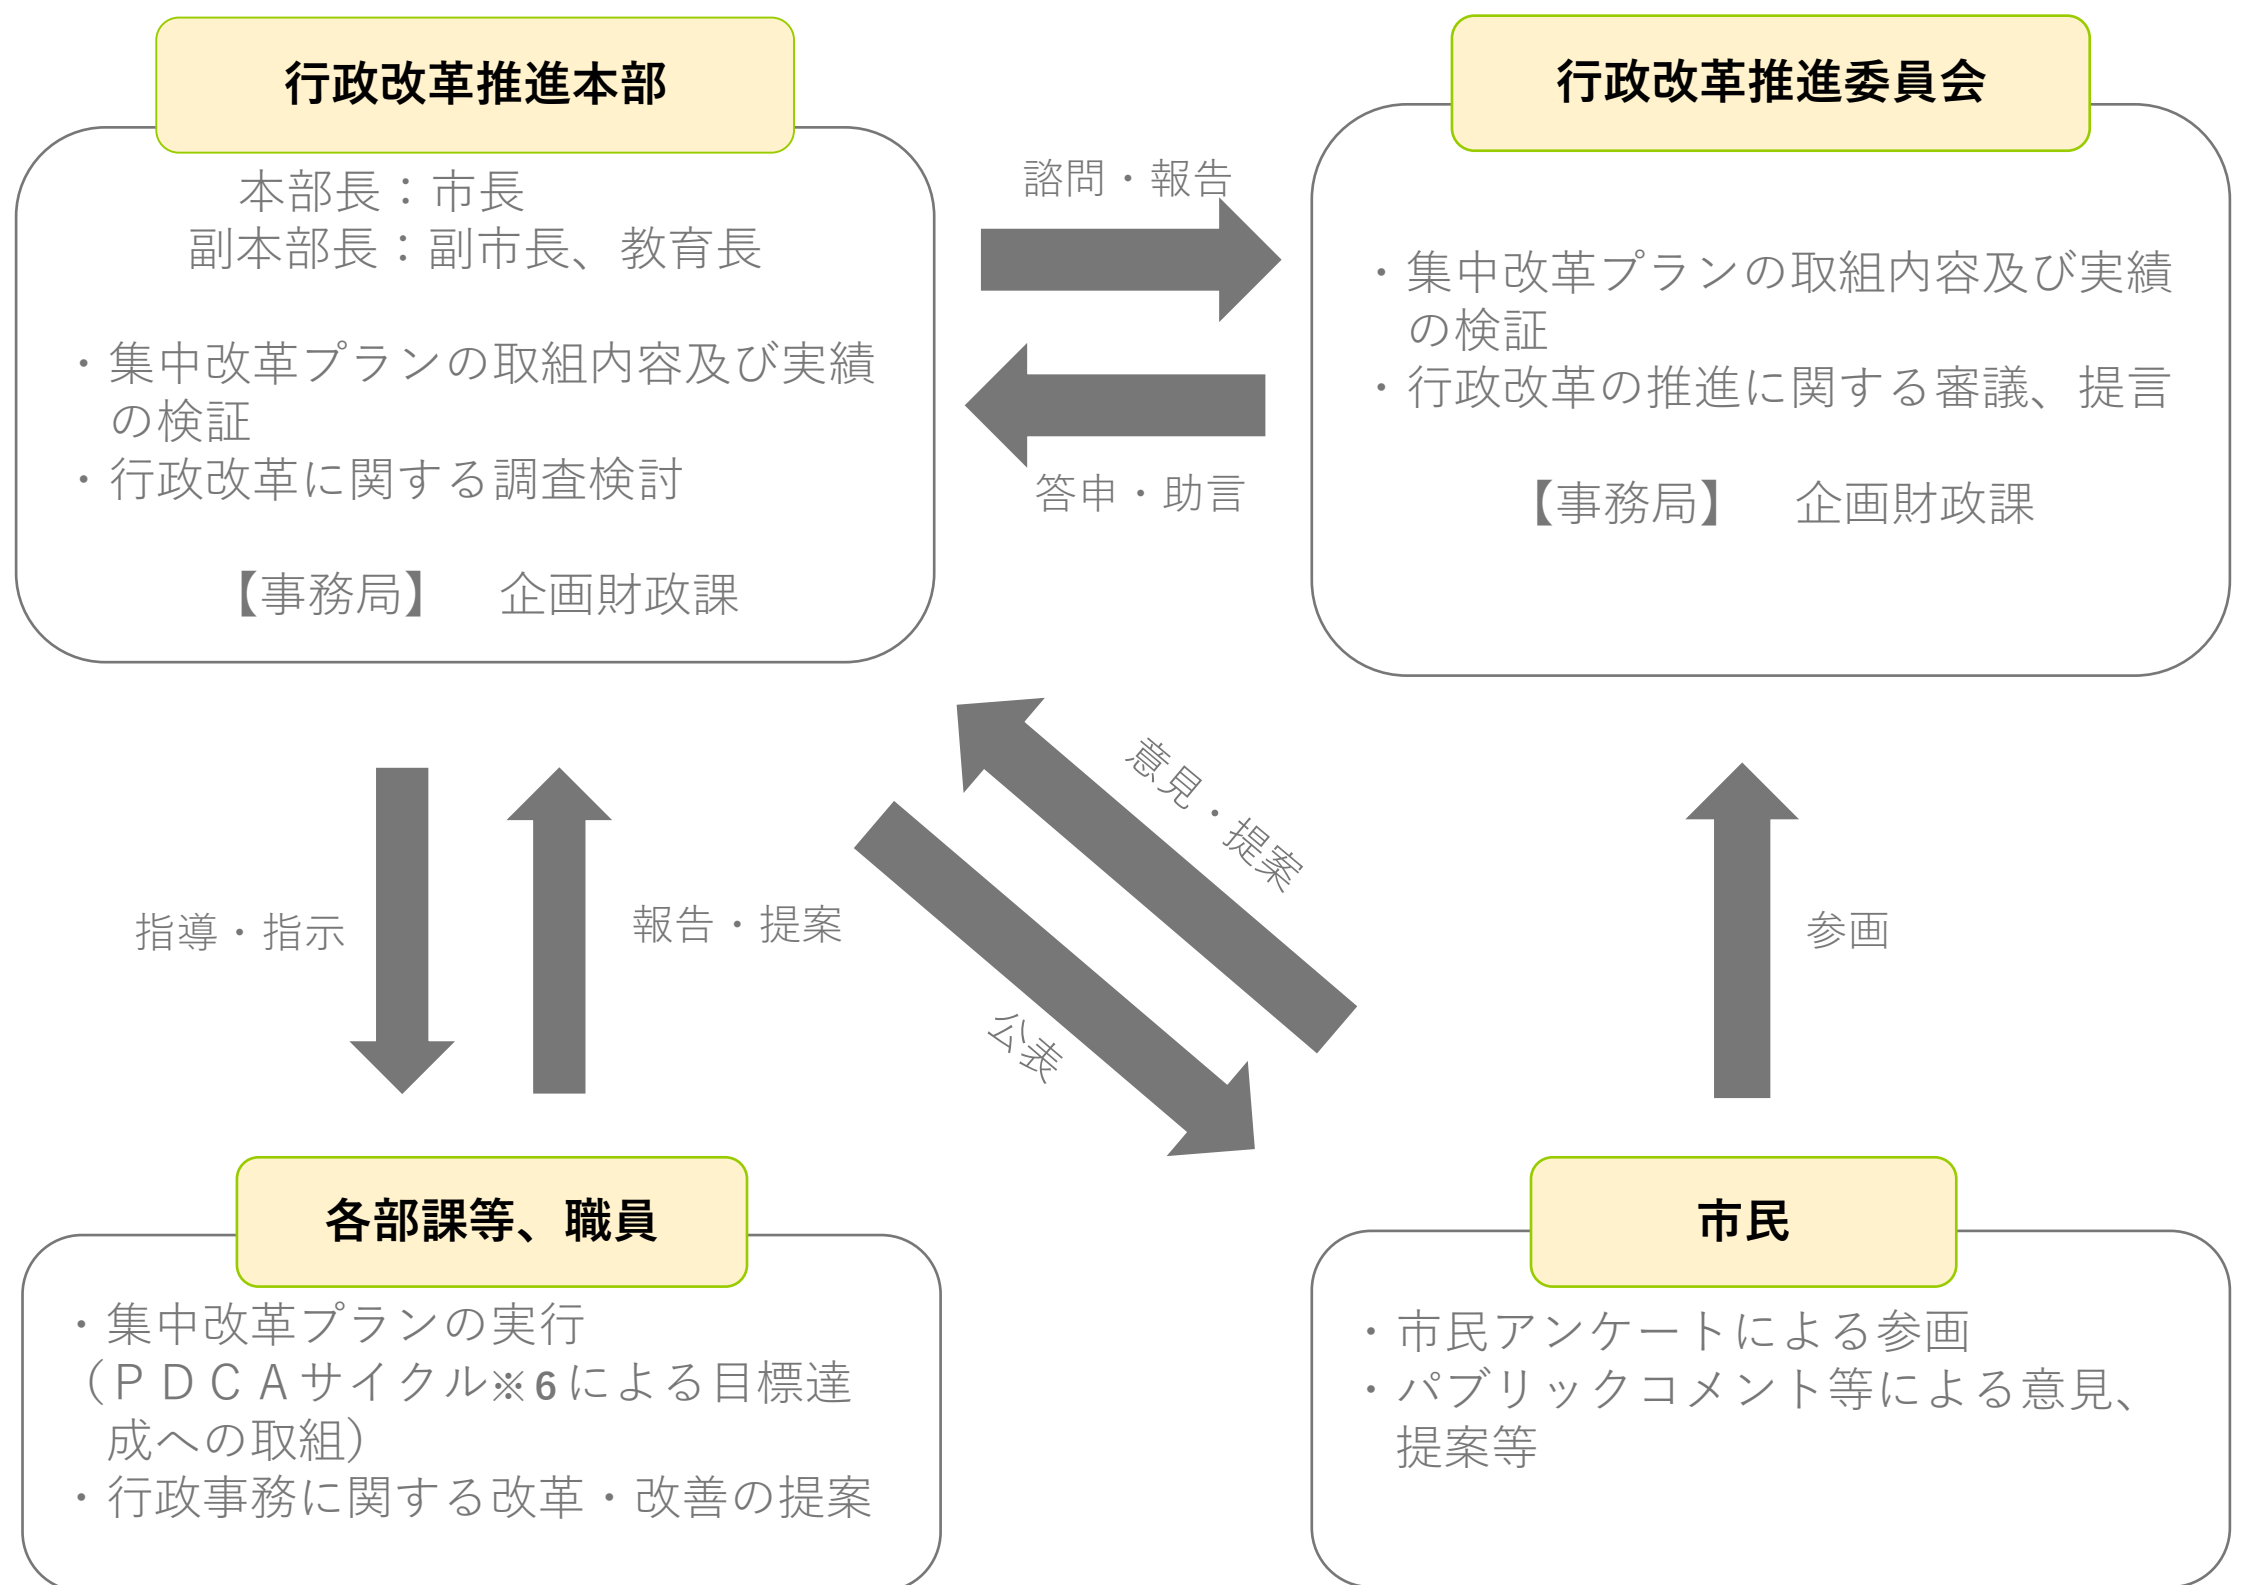 行政改革推進本部
本部長：市長
副本部長：副市長、教育長
・集中改革プランの取組内容及び実績
の検証
・行政改革に関する調査検討
【事務局】　企画財政課
諮問・報告
答申・助言
行政改革推進委員会
・集中改革プランの取組内容及び実績
の検証
・行政改革の推進に関する審議、提言
【事務局】　企画財政課
指導・指示
報告・提案
意見・提案
公表
参画
各部課等、職員
・集中改革プランの実行
（ＰＤＣＡサイクル※6による目標達
成への取組）
・行政事務に関する改革・改善の提案
市民
・市民アンケートによる参画
・パブリックコメント等による意見、
提案等